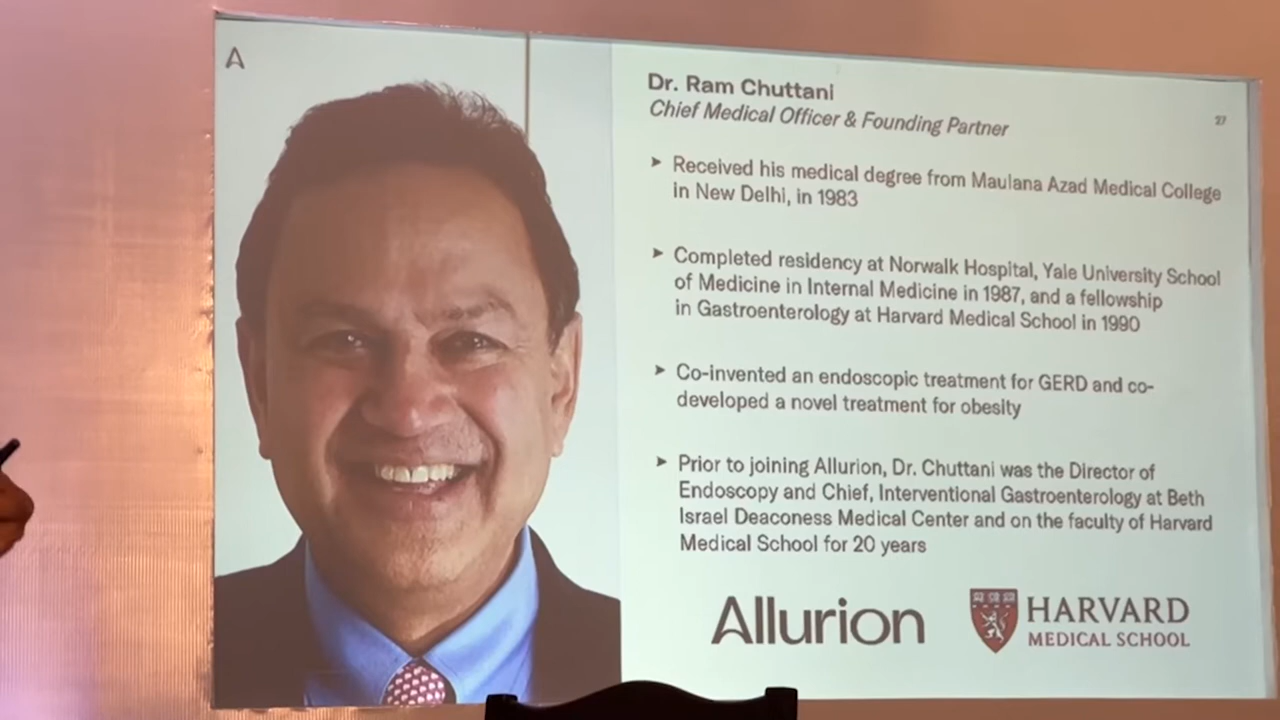 A
Dr. Ram Chuttani
Chief Medical Officer & Founding Partner
27
➤ Received his medical degree from Maulana Azad Medical College
in New Delhi, in 1983
➤ Completed residency at Norwalk Hospital, Yale University School
of Medicine in Internal Medicine in 1987, and a fellowship
in Gastroenterology at Harvard Medical School in 1990
➤ Co-invented an endoscopic treatment for GERD and co-
developed a novel treatment for obesity
➤ Prior to joining Allurion, Dr. Chuttani was the Director of
Endoscopy and Chief, Interventional Gastroenterology at Beth
Israel Deaconess Medical Center and on the faculty of Harvard
Medical School for 20 years
Allurion
HARVARD
MEDICAL SCHOOL